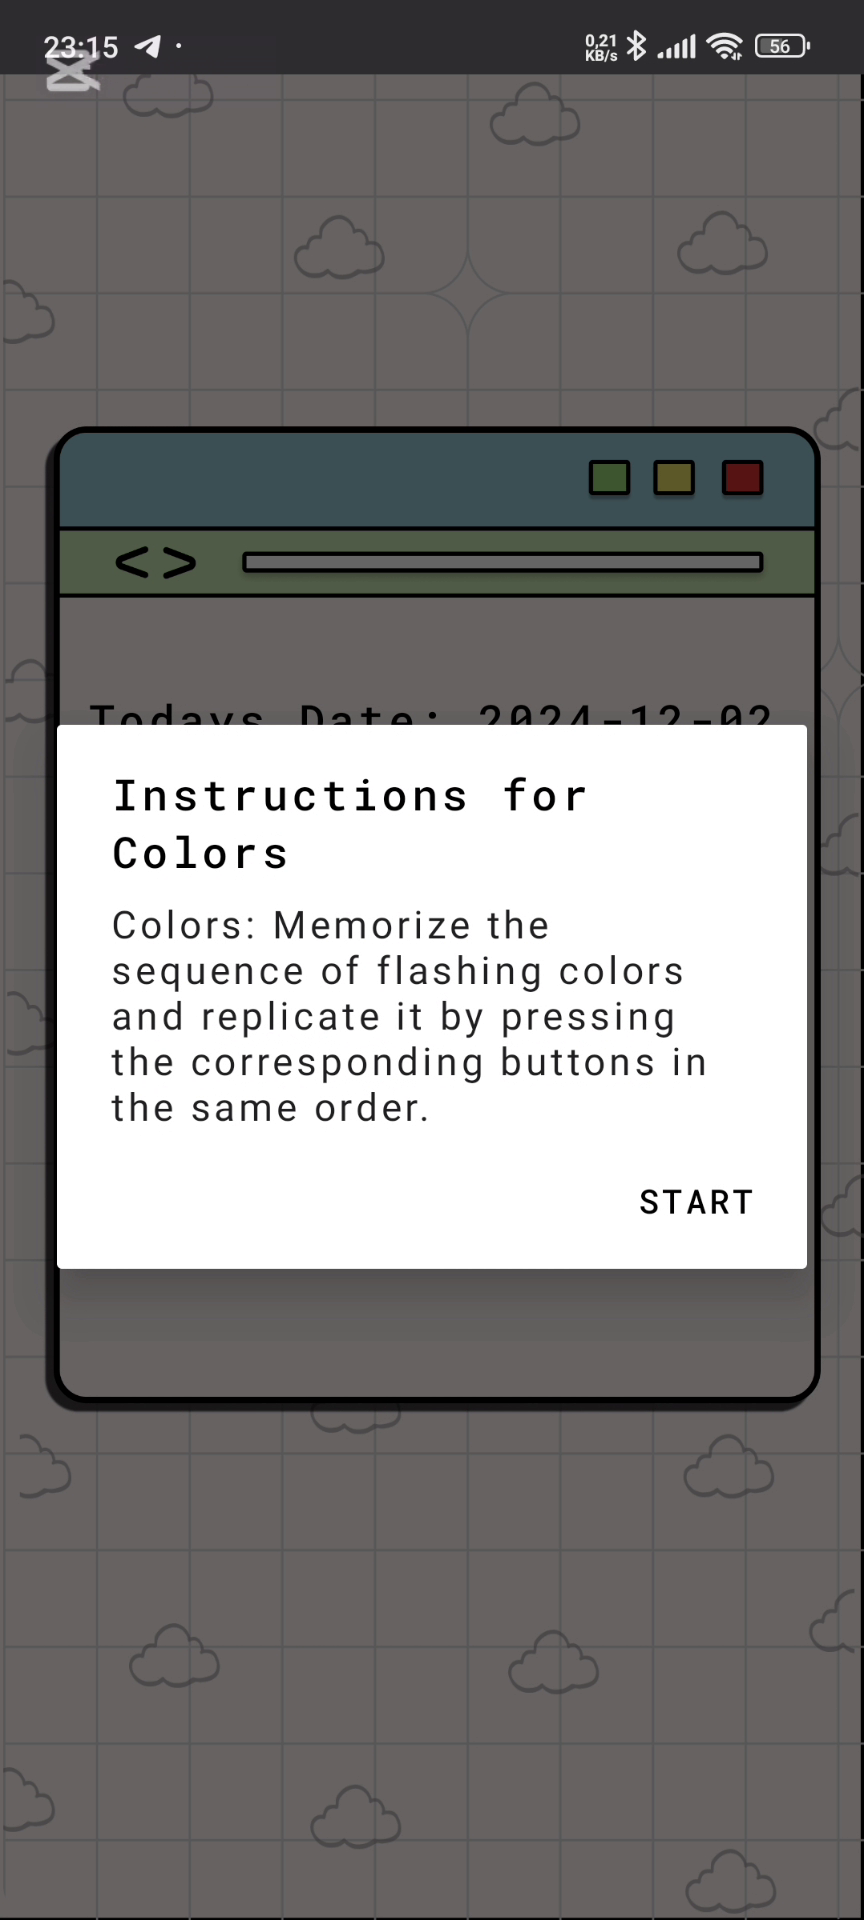 23:15
0,21
KB/s
56
< >
Todays Date: 2024-12-02
Instructions for
Colors
Colors: Memorize the
sequence of flashing colors
and replicate it by pressing
the corresponding buttons in
the same order.
START